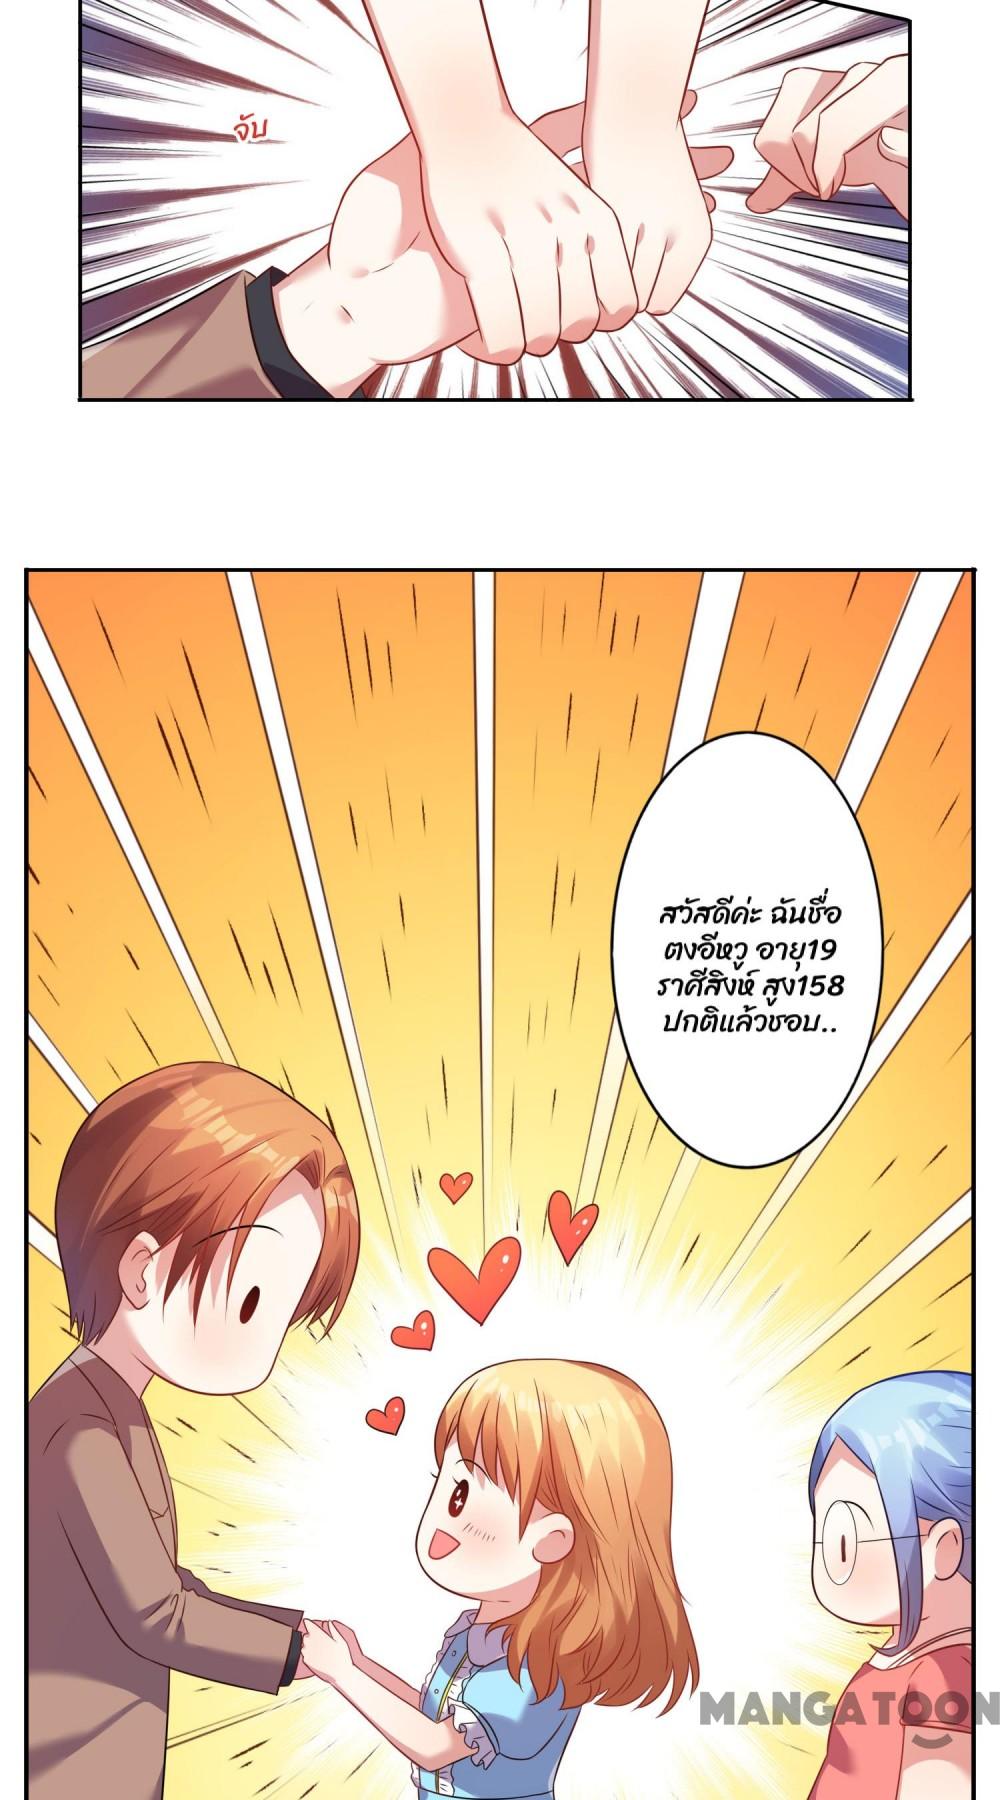 จับ
สวัสดีค่ะ ฉันชื่อ
ตงอีหวู อายุ19
ราศีสิงห์ สูง158
ปกติแล้วชอบ..
MANGATOON